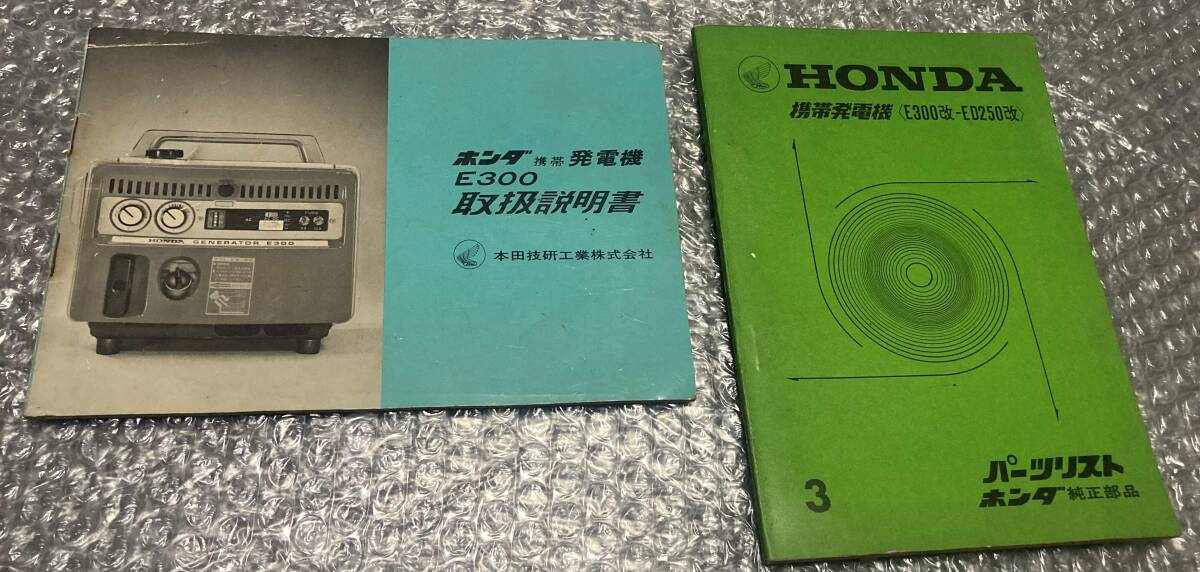 ホンダ 携帯 発電機
E300
取扱説明書
本田技研工業株式会社
HONDA GENERATOR E300
HONDA
携帯発電機〈E300改-ED250改〉
3
パーツリスト
ホンダ純正部品